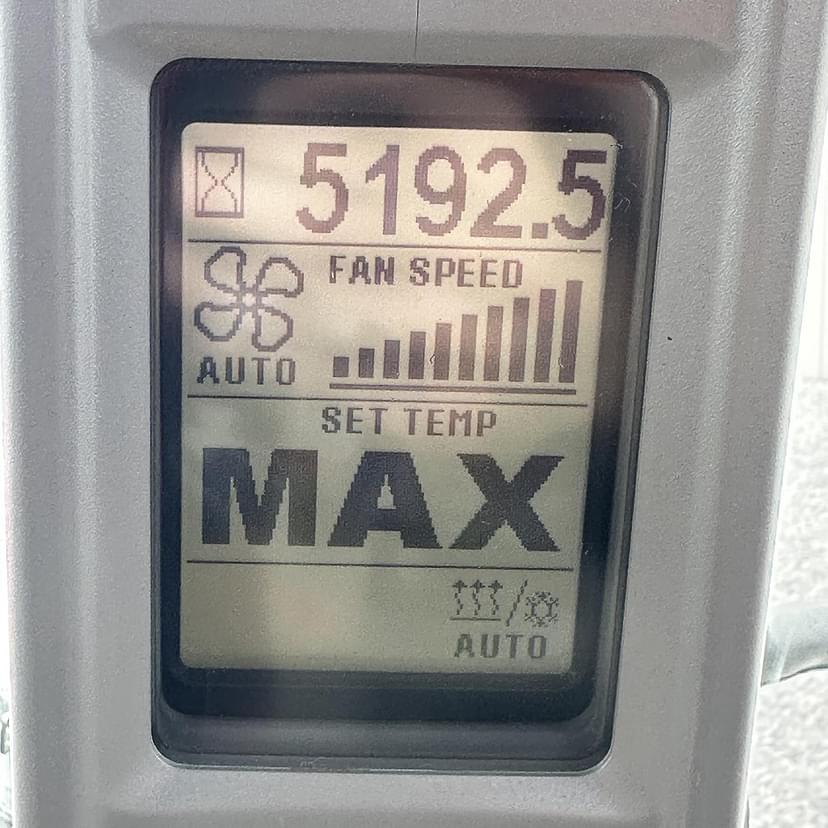 5192.5
FAN SPEED
AUTO
SET TEMP
MAX
AUTO